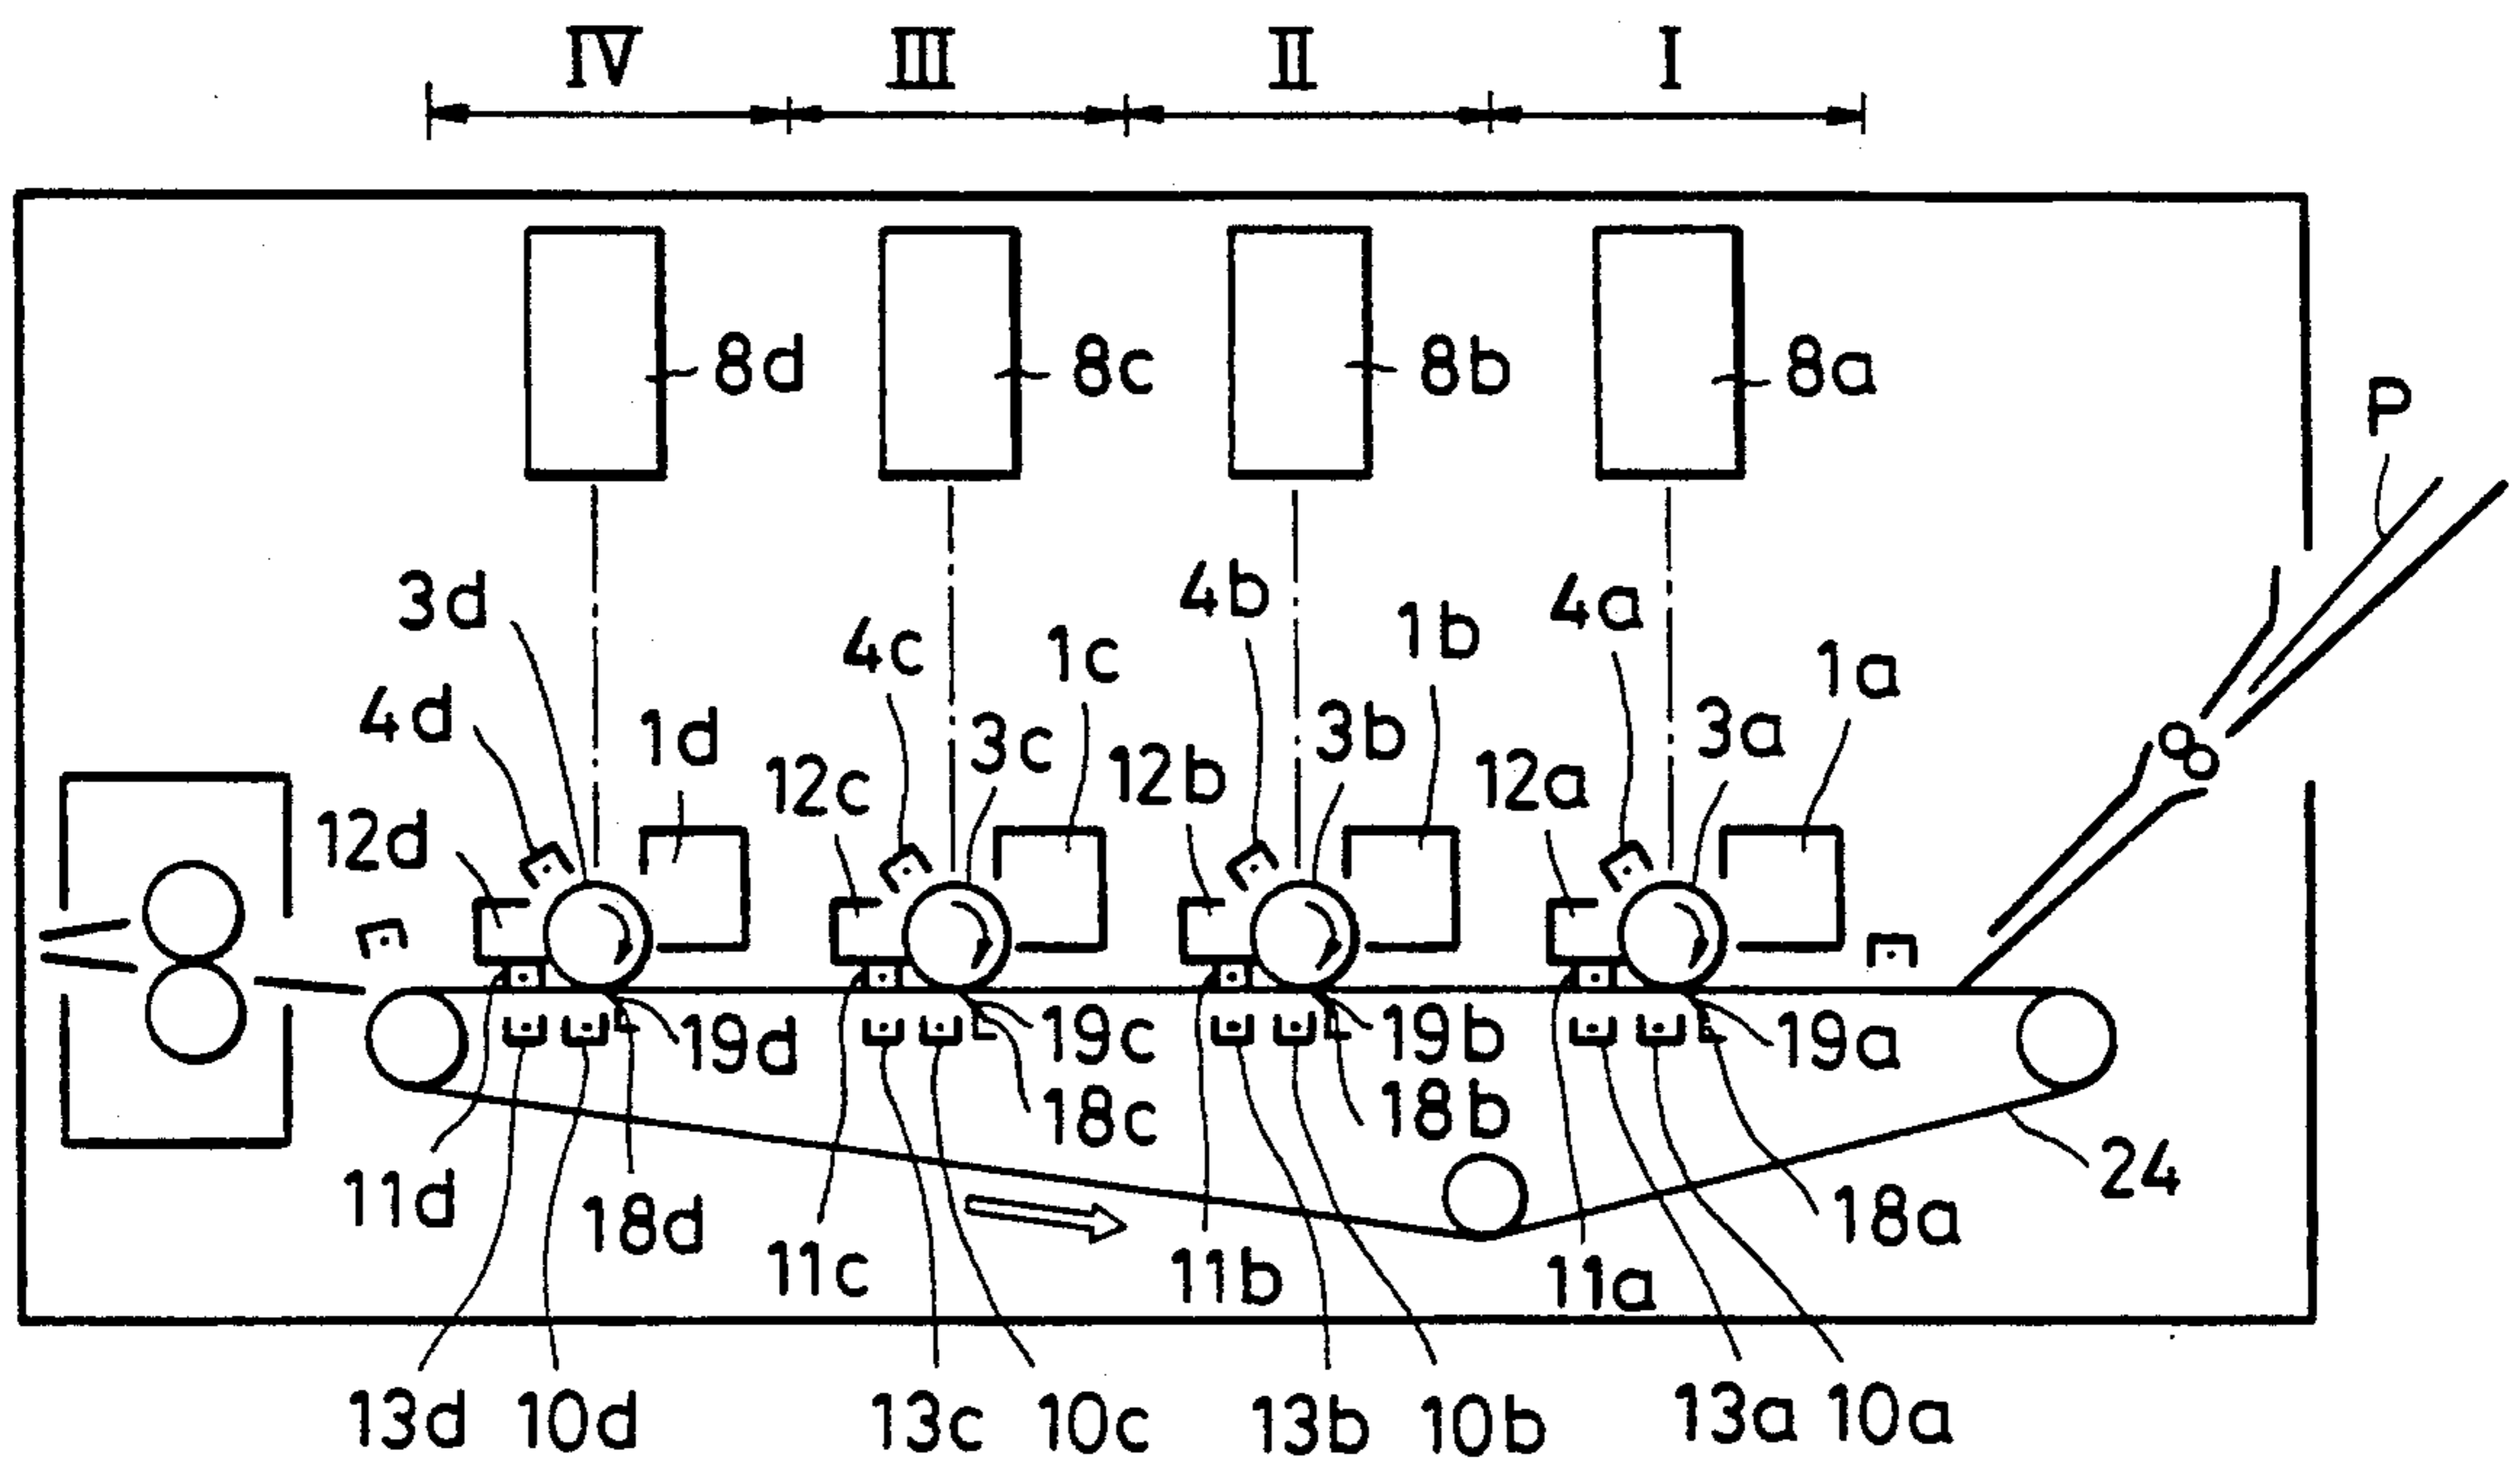 IV III II I
8d 8c 8b 8a
P
3d 4c 4b 4a
1c 1b 1a
4d 1d 3c 3b 3a
12d 12c 12b 12a
19d 19c 19b 19a
18c 18b
11d 18d 11c 11b 11a 18a 24
13d 10d 13c 10c 13b 10b 13a 10a